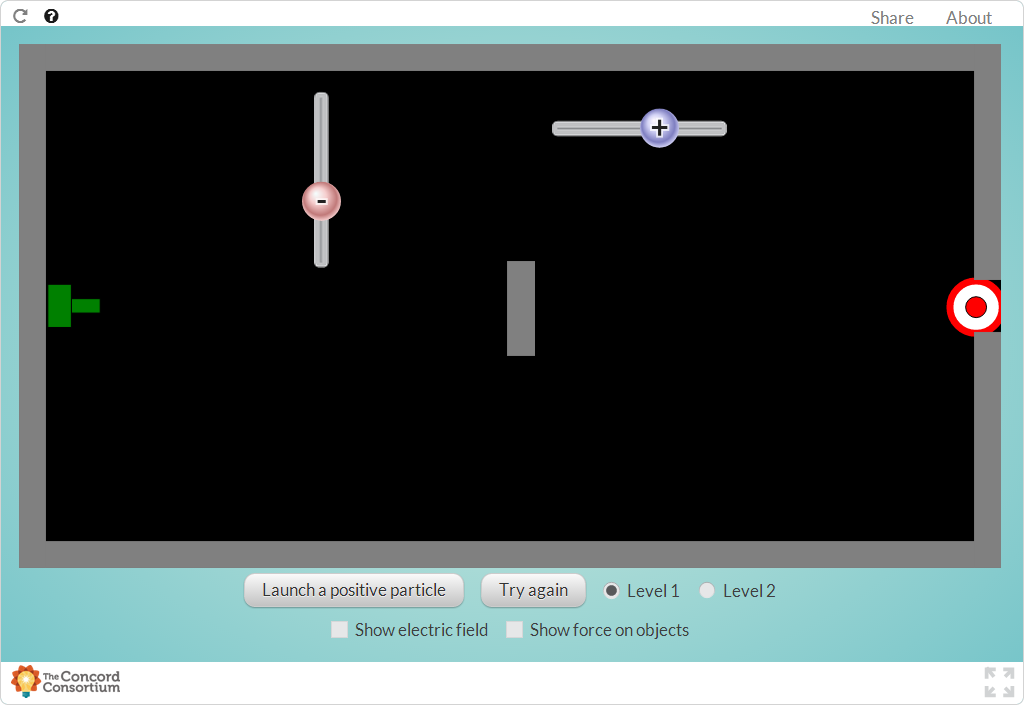 ?
Share About
+
-
Launch a positive particle Try again Level 1 Level 2
Show electric field Show force on objects
The Concord
Consortium